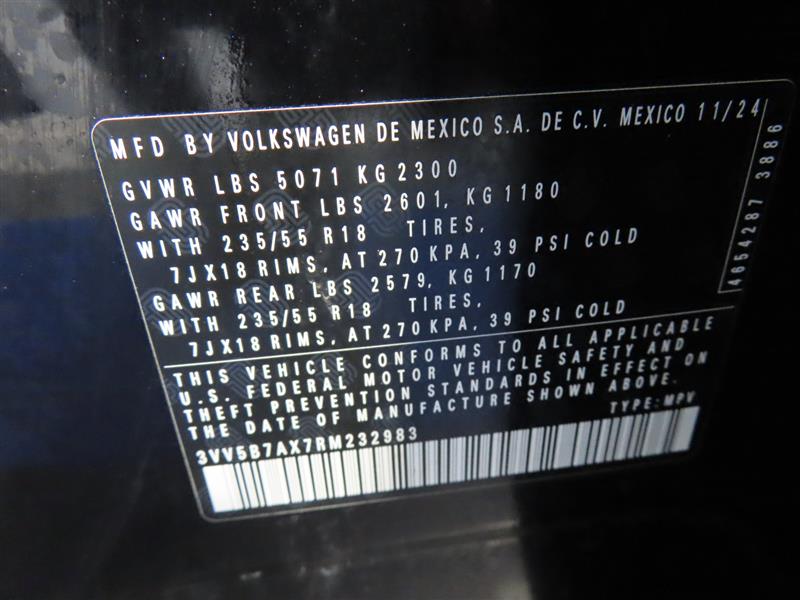 MFD BY VOLKSWAGEN DE MEXICO S.A. DE C.V. MEXICO 11/24
GVWR LBS 5071 KG 2300
GAWR FRONT LBS 2601, KG 1180
WITH 235/55 R18 TIRES,
7JX18 RIMS, AT 270 KPA, 39 PSI COLD
GAWR REAR LBS 2579, KG 1170
WITH 235/55 R18 TIRES,
7JX18 RIMS, AT 270 KPA, 39 PSI COLD
4654287 3886
THIS VEHICLE CONFORMS TO ALL APPLICABLE
U.S. FEDERAL MOTOR VEHICLE SAFETY AND
THEFT PREVENTION STANDARDS IN EFFECT ON
THE DATE OF MANUFACTURE SHOWN ABOVE.
TYPE: MPV
3VV5B7AX7RM232983